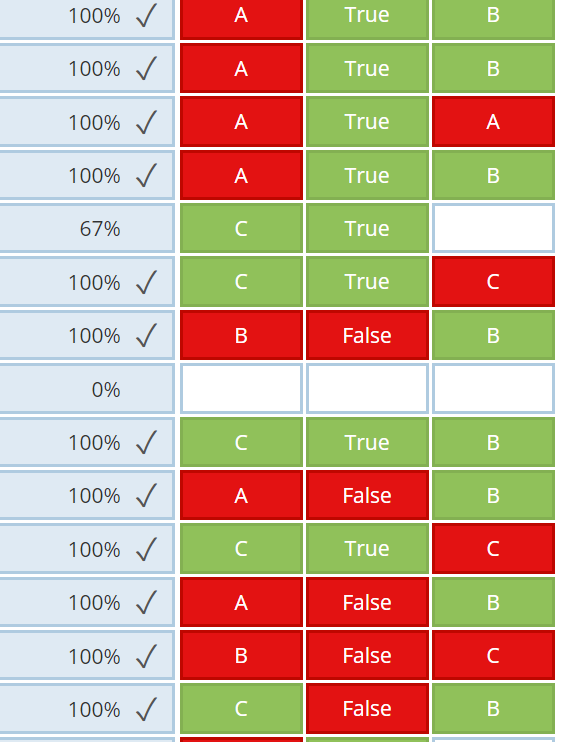 100% ✓ A True B
100% ✓ A True B
100% ✓ A True A
100% ✓ A True B
67% C True
100% ✓ C True C
100% ✓ B False B
0%
100% ✓ C True B
100% ✓ A False B
100% ✓ C True C
100% ✓ A False B
100% ✓ B False C
100% ✓ C False B